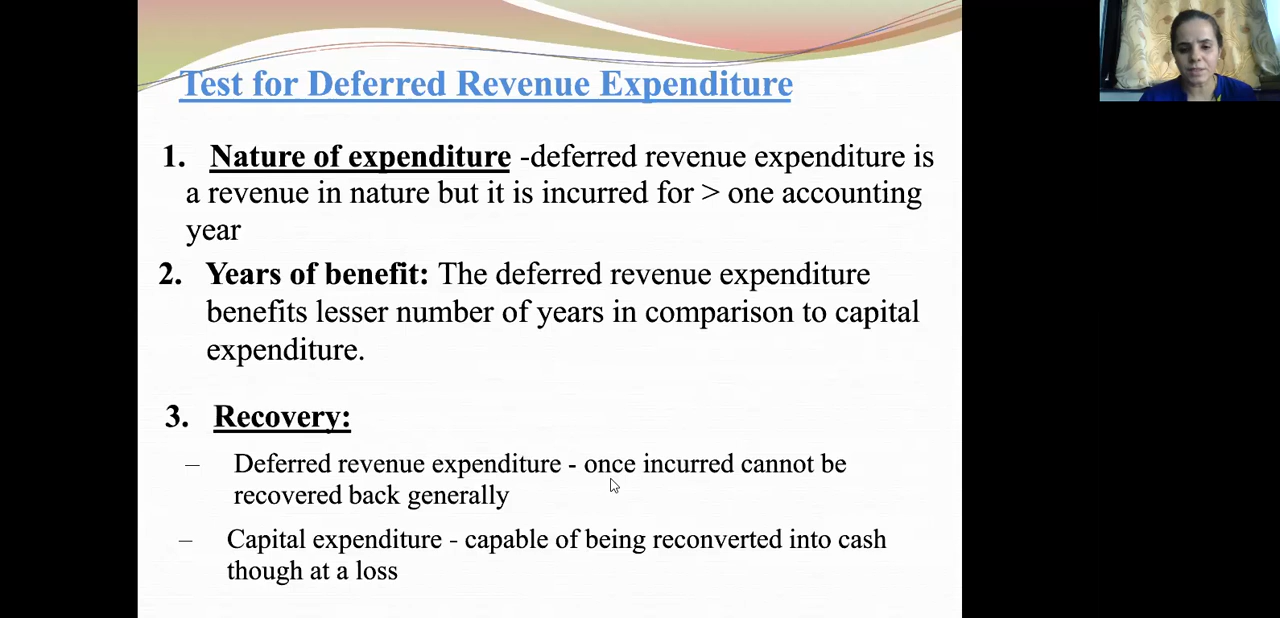 Test for Deferred Revenue Expenditure
1. Nature of expenditure -deferred revenue expenditure is
a revenue in nature but it is incurred for > one accounting
year
2. Years of benefit: The deferred revenue expenditure
benefits lesser number of years in comparison to capital
expenditure.
3. Recovery:
– Deferred revenue expenditure - once incurred cannot be
recovered back generally
– Capital expenditure - capable of being reconverted into cash
though at a loss